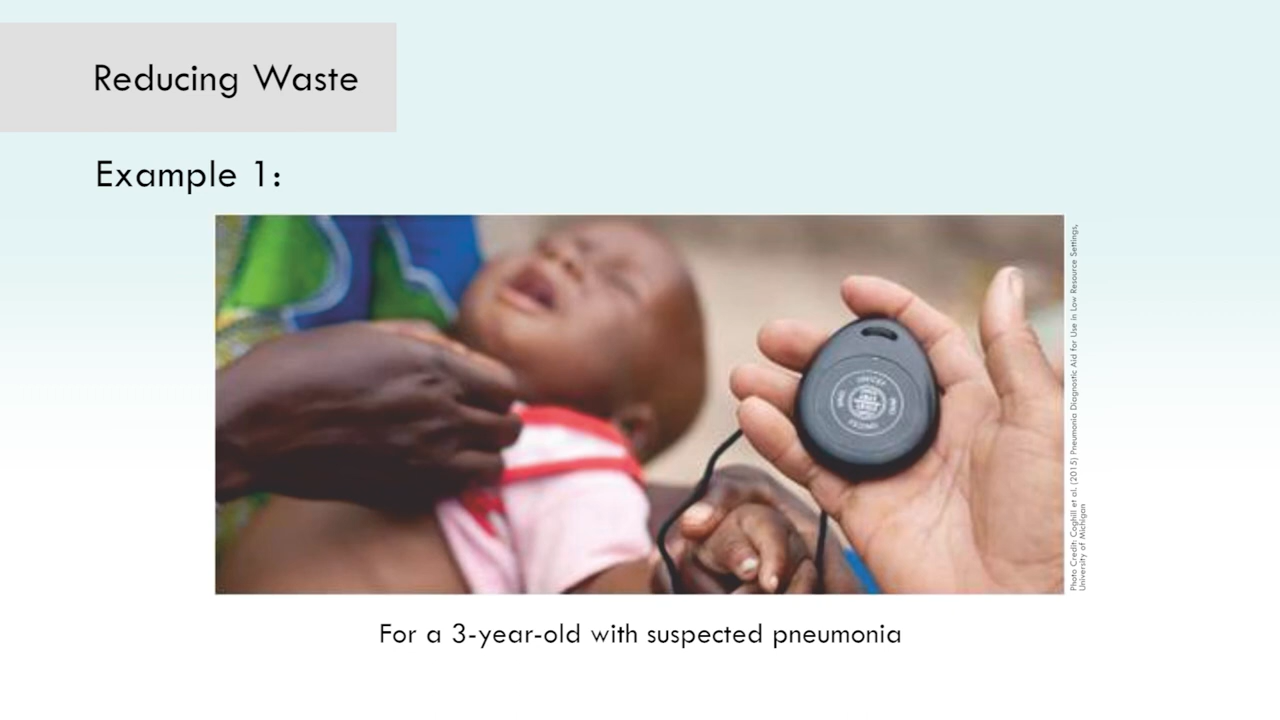 Reducing Waste
Example 1:
Photo Credit: Coghill et al. (2015) Pneumonia Diagnostic Aid for Use in Low Resource Settings,
University of Michigan
For a 3-year-old with suspected pneumonia